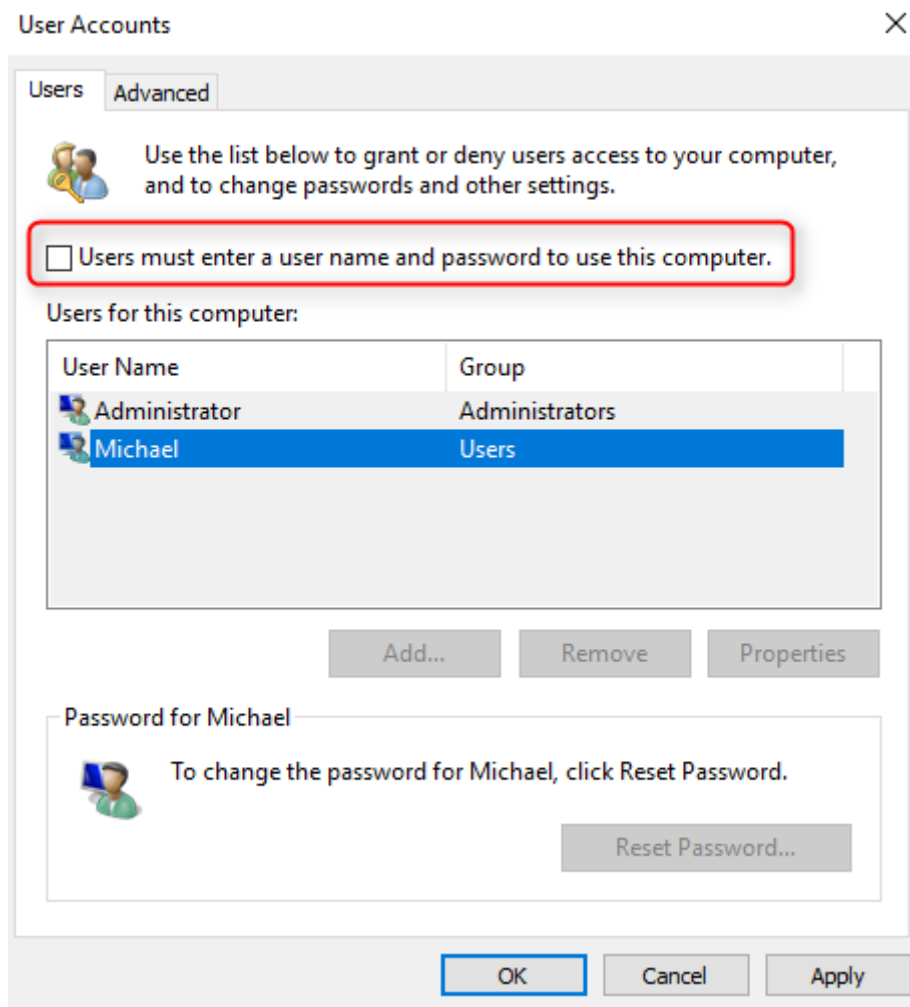 User Accounts
Users
Advanced
Use the list below to grant or deny users access to your computer,
and to change passwords and other settings.
Users must enter a user name and password to use this computer.
Users for this computer:
User Name Group
Administrator Administrators
Michael Users
Add... Remove Properties
Password for Michael
To change the password for Michael, click Reset Password.
Reset Password...
OK Cancel Apply